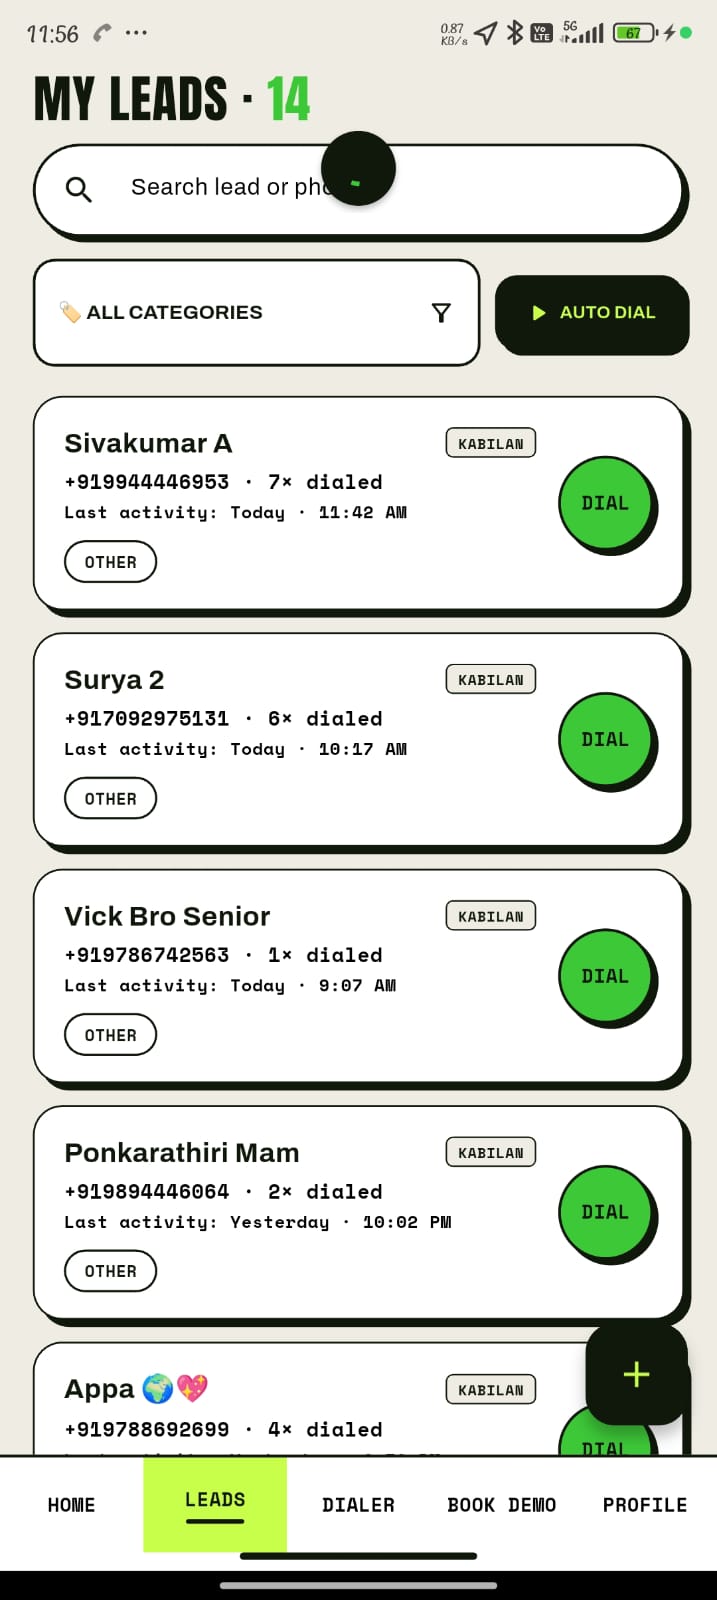 11:56 ... 0.87 KB/s Vo LTE 5G 67
MY LEADS · 14
Search lead or pho
🏷️ ALL CATEGORIES
▶ AUTO DIAL
Sivakumar A KABILAN
+919944446953 · 7× dialed
DIAL
Last activity: Today · 11:42 AM
OTHER
Surya 2 KABILAN
+917092975131 · 6× dialed
DIAL
Last activity: Today · 10:17 AM
OTHER
Vick Bro Senior KABILAN
+919786742563 · 1× dialed
DIAL
Last activity: Today · 9:07 AM
OTHER
Ponkarathiri Mam KABILAN
+919894446064 · 2× dialed
DIAL
Last activity: Yesterday · 10:02 PM
OTHER
Appa 🌍💖 KABILAN
+919788692699 · 4× dialed
DIAL
+
HOME LEADS DIALER BOOK DEMO PROFILE